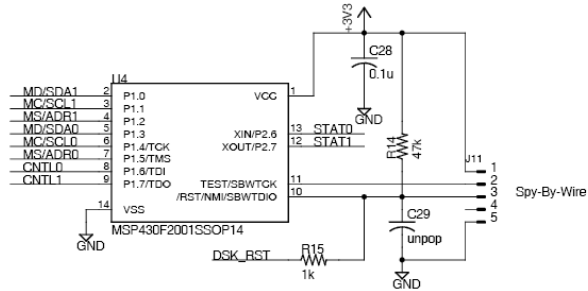 +3V3
C28
0.1u
GND
U4
MD/SDA1 2 P1.0 VCC 1
MC/SCL1 3 P1.1
MS/ADR1 4 P1.2
MD/SDA0 5 P1.3 XIN/P2.6 13 STAT0
MC/SCL0 6 P1.4/TCK XOUT/P2.7 12 STAT1
MS/ADR0 7 P1.5/TMS
CNTL0 8 P1.6/TDI
CNTL1 9 P1.7/TDO TEST/SBWTCK 11
/RST/NMI/SBWTDIO 10
14 VSS
GND
MSP430F2001SSOP14
R14
47k
J11
1
2
3
4
5
Spy-By-Wire
C29
unpop
DSK_RST
R15
1k
GND